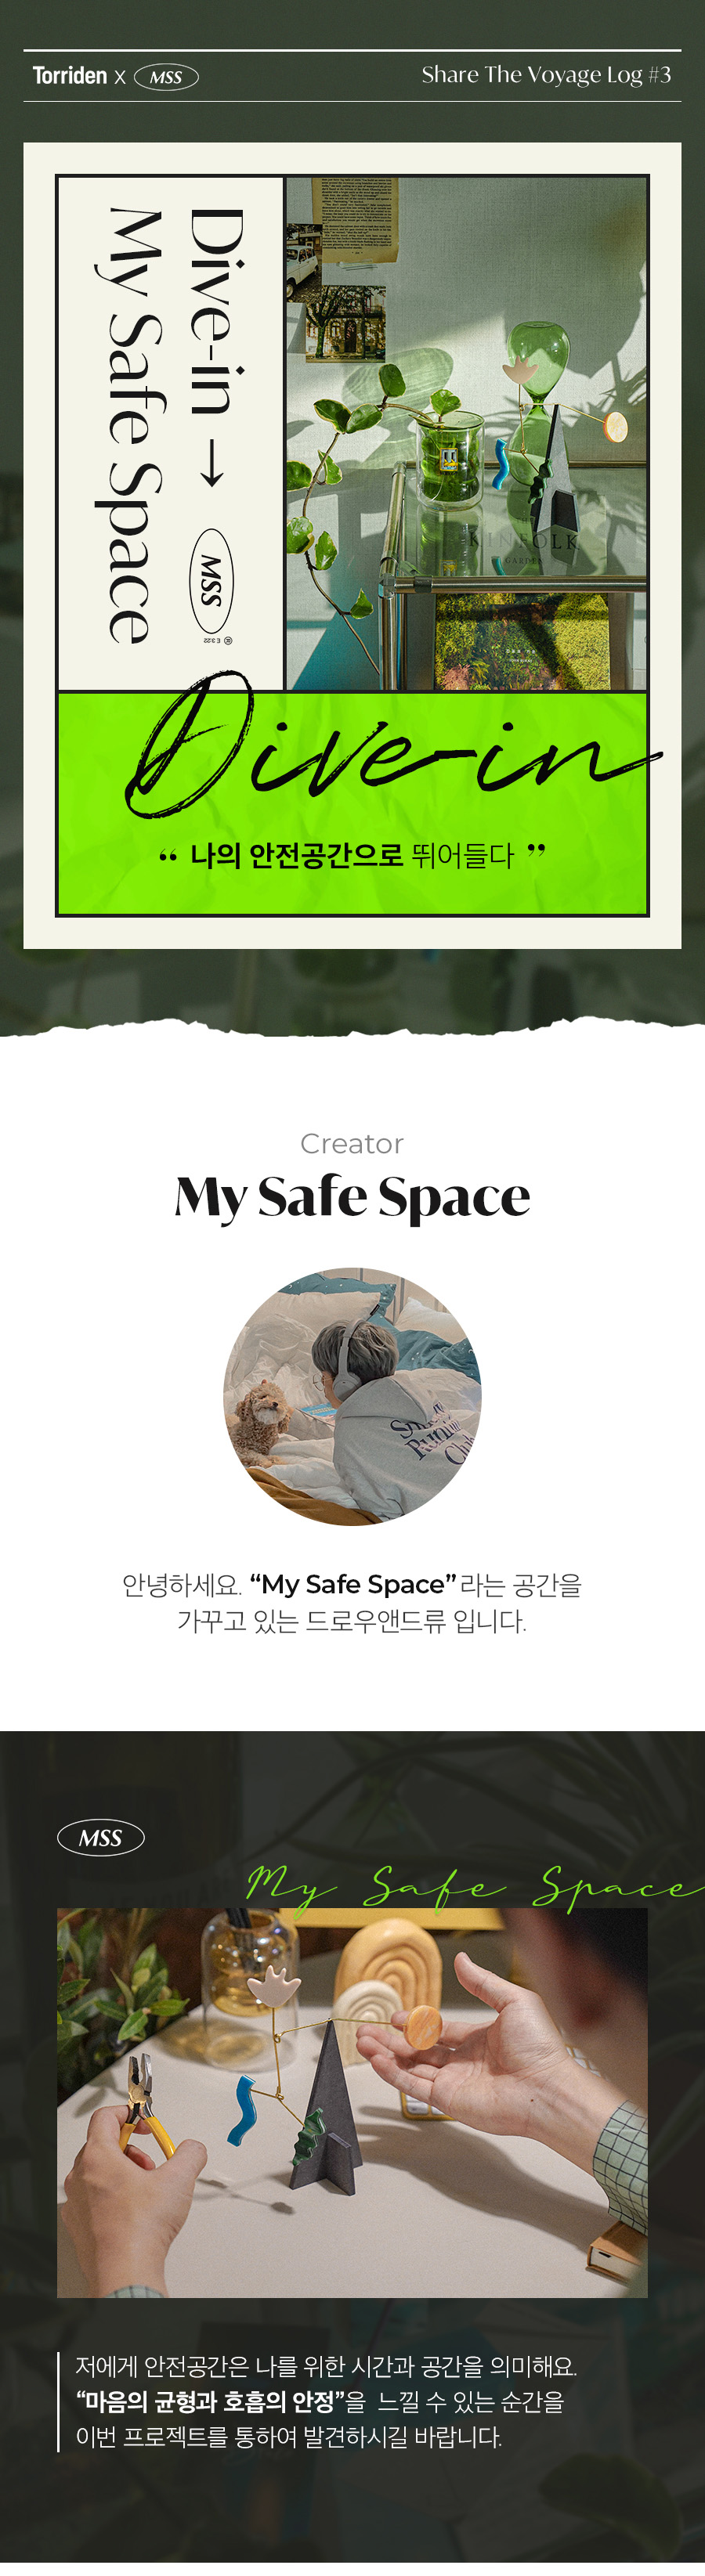 Torriden X MSS
Share The Voyage Log #3
Dive-in → MSS
® E 3.22
My Safe Space
KINFOLK
GARDEN
Dive-in
“ 나의 안전공간으로 뛰어들다 ”
Creator
My Safe Space
안녕하세요. “My Safe Space” 라는 공간을
가꾸고 있는 드로우앤드류 입니다.
MSS
My Safe Space
저에게 안전공간은 나를 위한 시간과 공간을 의미해요.
“마음의 균형과 호흡의 안정”을 느낄 수 있는 순간을
이번 프로젝트를 통하여 발견하시길 바랍니다.